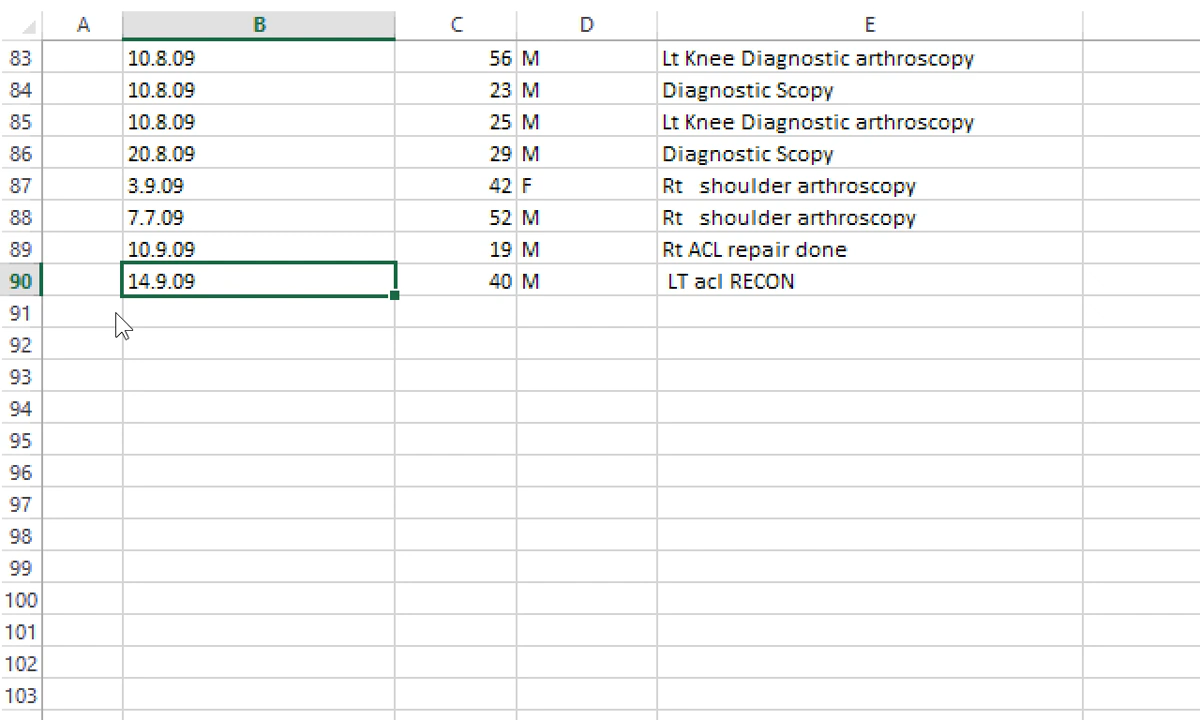 A B C D E
83 10.8.09 56 M Lt Knee Diagnostic arthroscopy
84 10.8.09 23 M Diagnostic Scopy
85 10.8.09 25 M Lt Knee Diagnostic arthroscopy
86 20.8.09 29 M Diagnostic Scopy
87 3.9.09 42 F Rt   shoulder arthroscopy
88 7.7.09 52 M Rt   shoulder arthroscopy
89 10.9.09 19 M Rt ACL repair done
90 14.9.09 40 M LT acl RECON
91
92
93
94
95
96
97
98
99
100
101
102
103